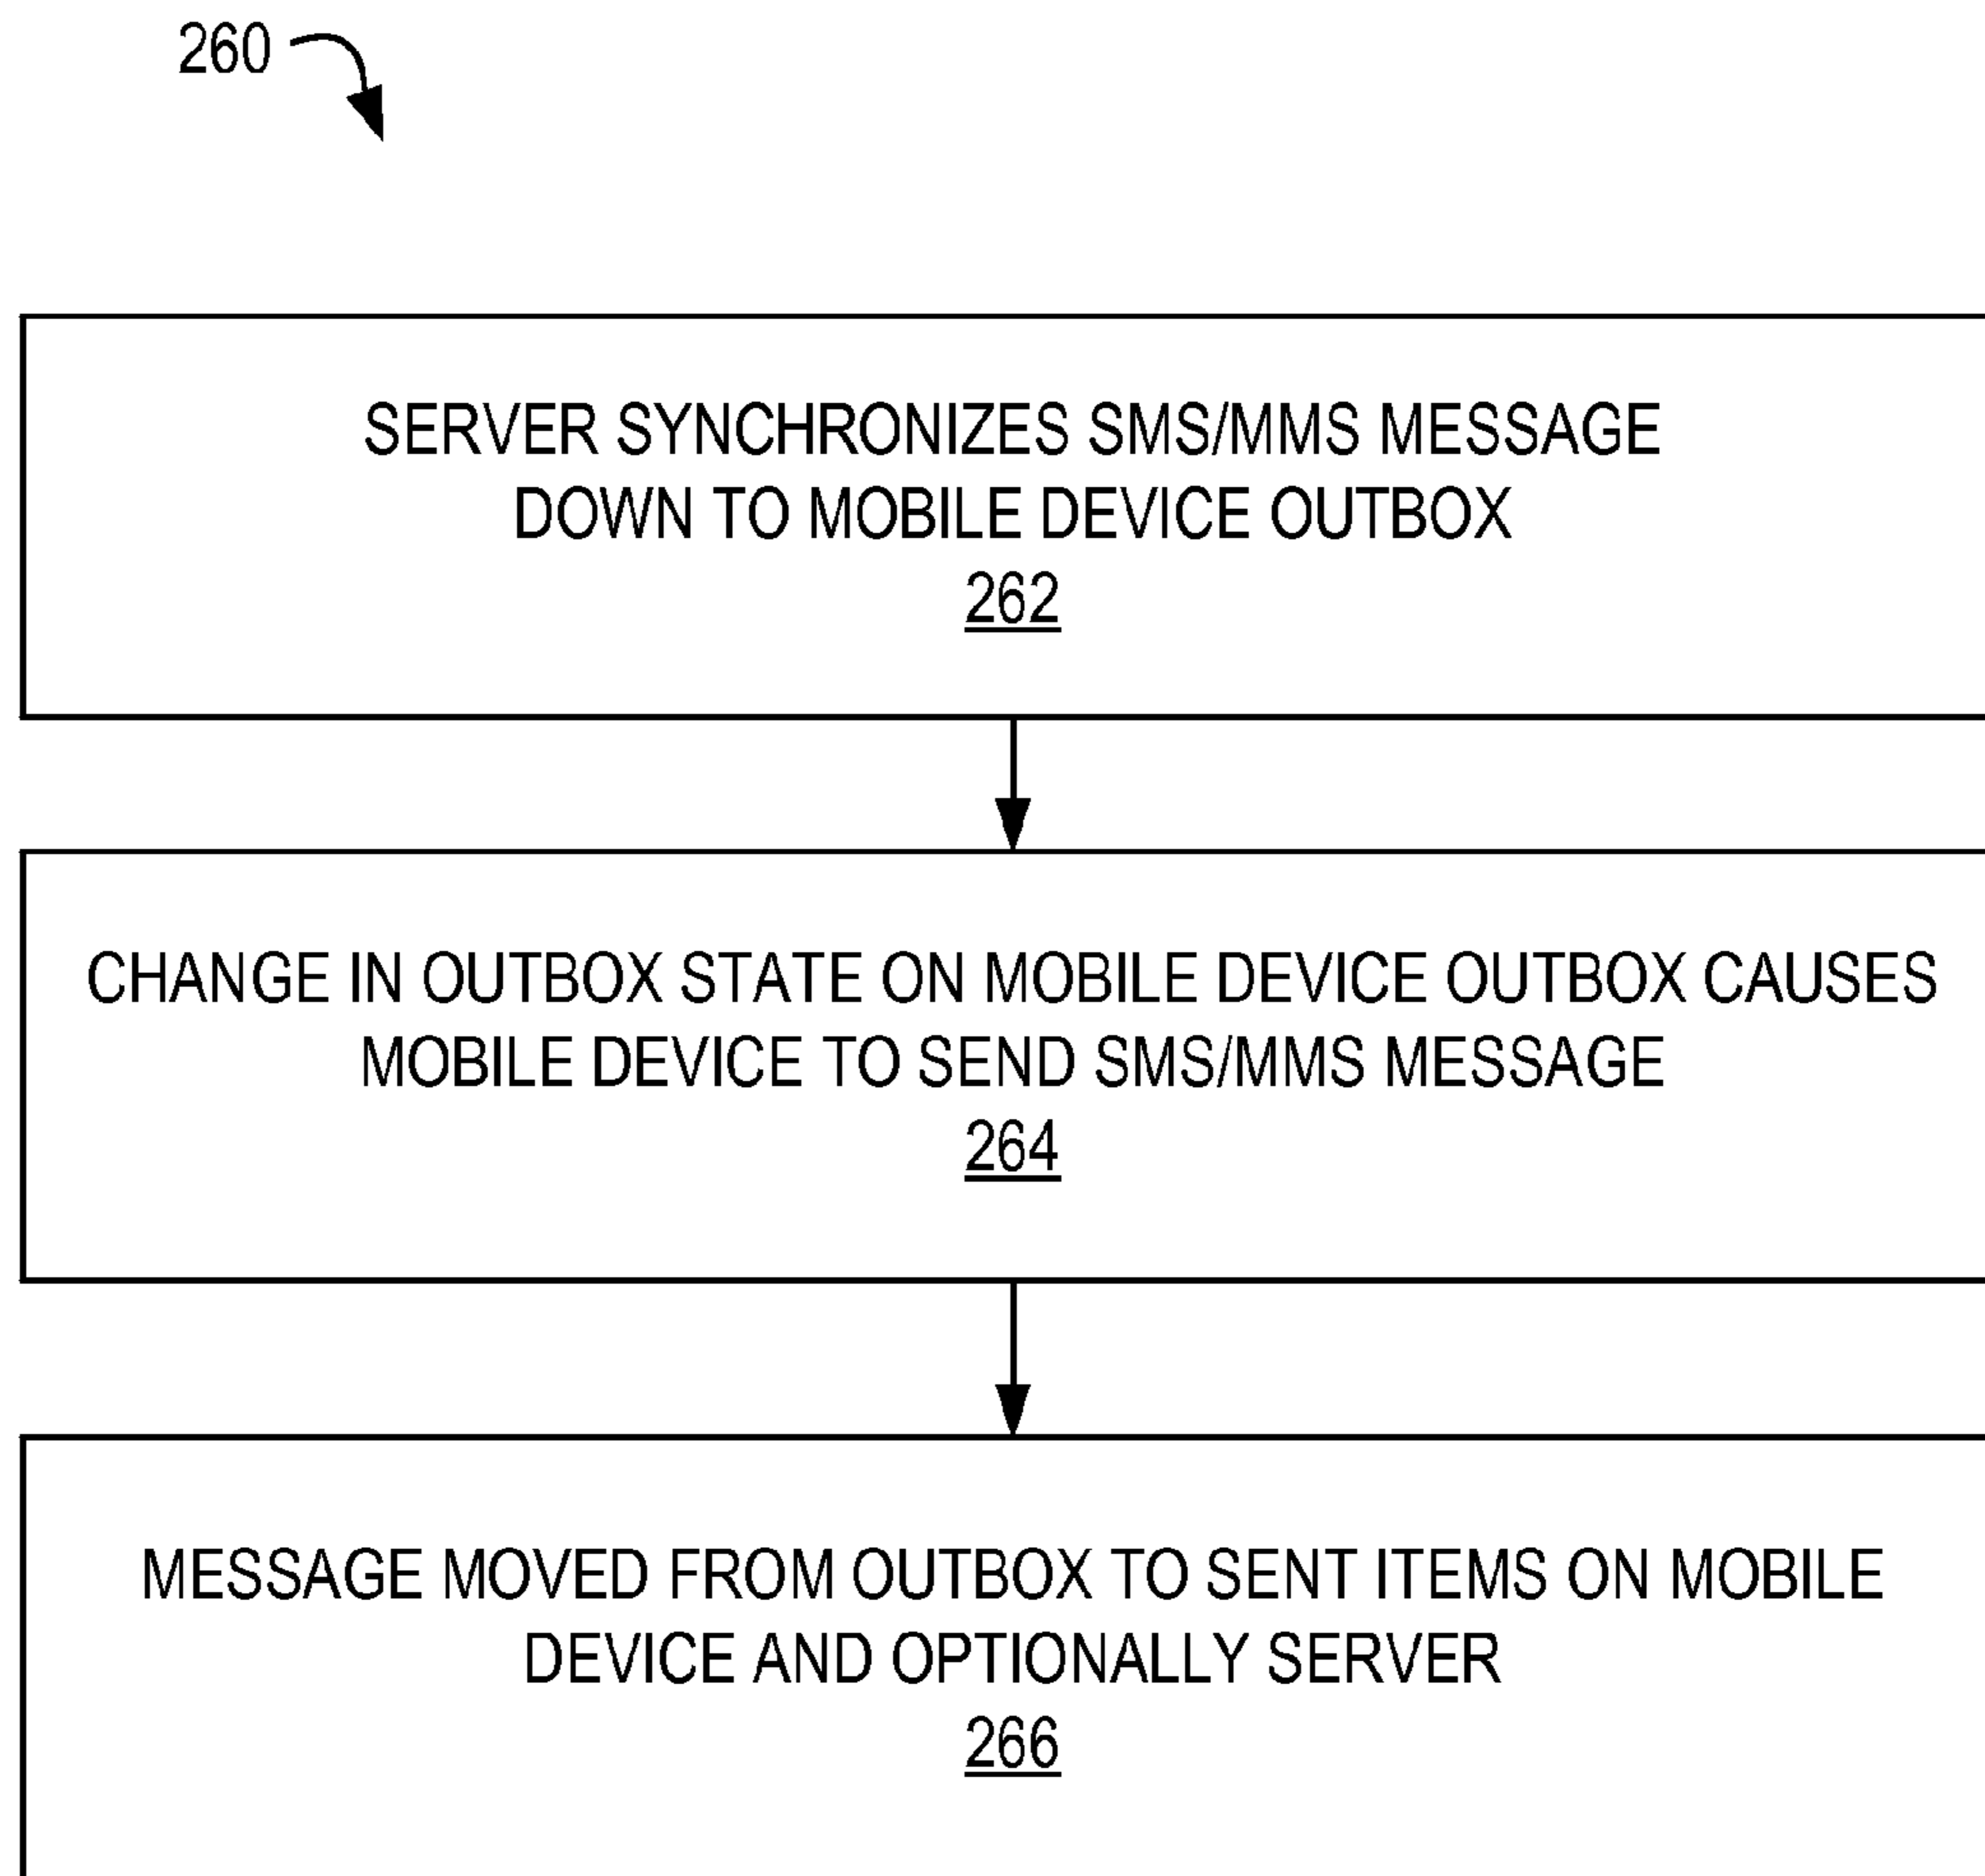 260
SERVER SYNCHRONIZES SMS/MMS MESSAGE
DOWN TO MOBILE DEVICE OUTBOX
262
CHANGE IN OUTBOX STATE ON MOBILE DEVICE OUTBOX CAUSES
MOBILE DEVICE TO SEND SMS/MMS MESSAGE
264
MESSAGE MOVED FROM OUTBOX TO SENT ITEMS ON MOBILE
DEVICE AND OPTIONALLY SERVER
266